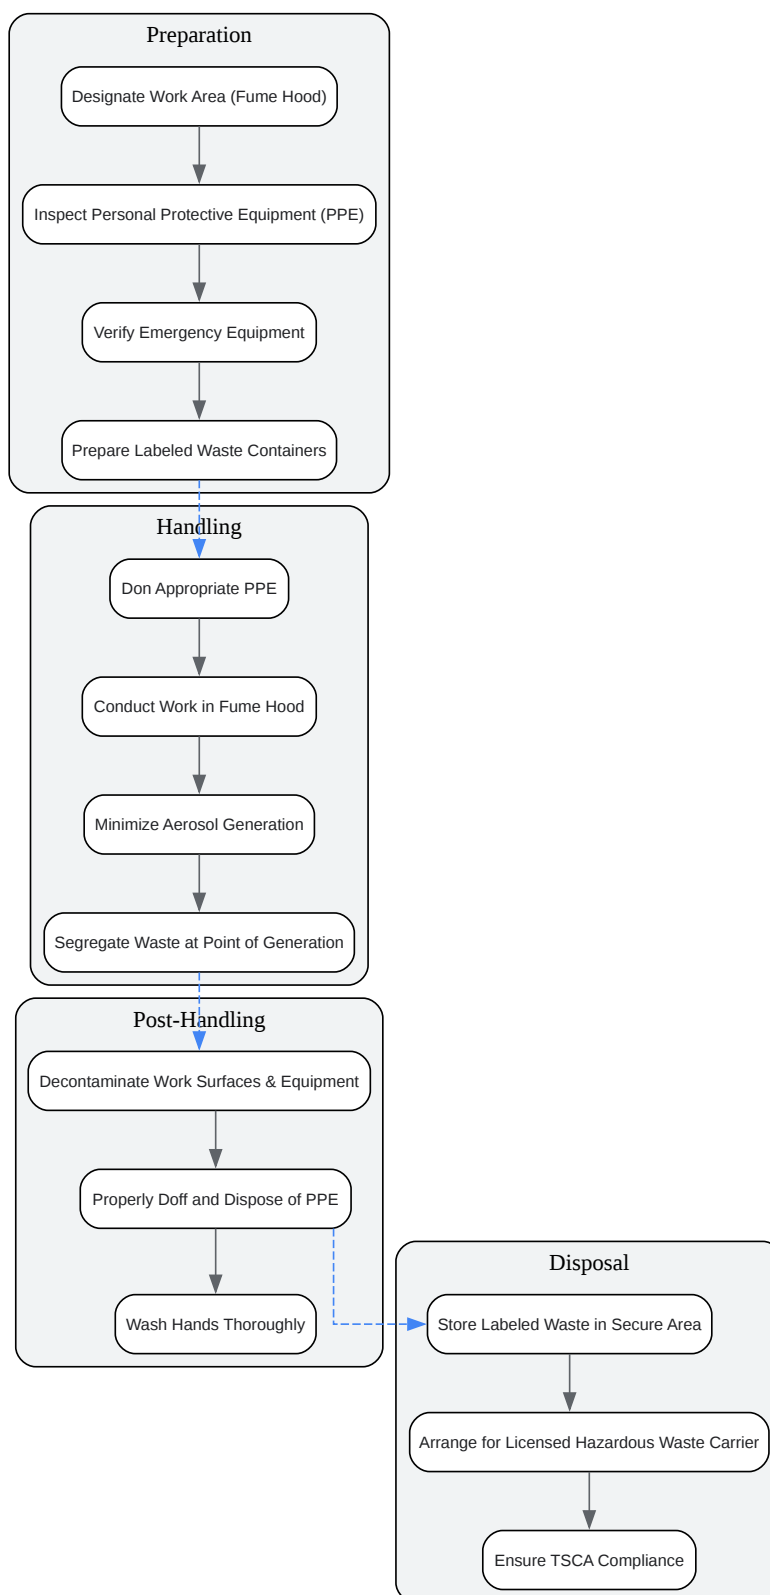 Preparation
Designate Work Area (Fume Hood)
Inspect Personal Protective Equipment (PPE)
Verify Emergency Equipment
Prepare Labeled Waste Containers
Handling
Don Appropriate PPE
Conduct Work in Fume Hood
Minimize Aerosol Generation
Segregate Waste at Point of Generation
Post-Handling
Decontaminate Work Surfaces & Equipment
Properly Doff and Dispose of PPE
Wash Hands Thoroughly
Disposal
Store Labeled Waste in Secure Area
Arrange for Licensed Hazardous Waste Carrier
Ensure TSCA Compliance